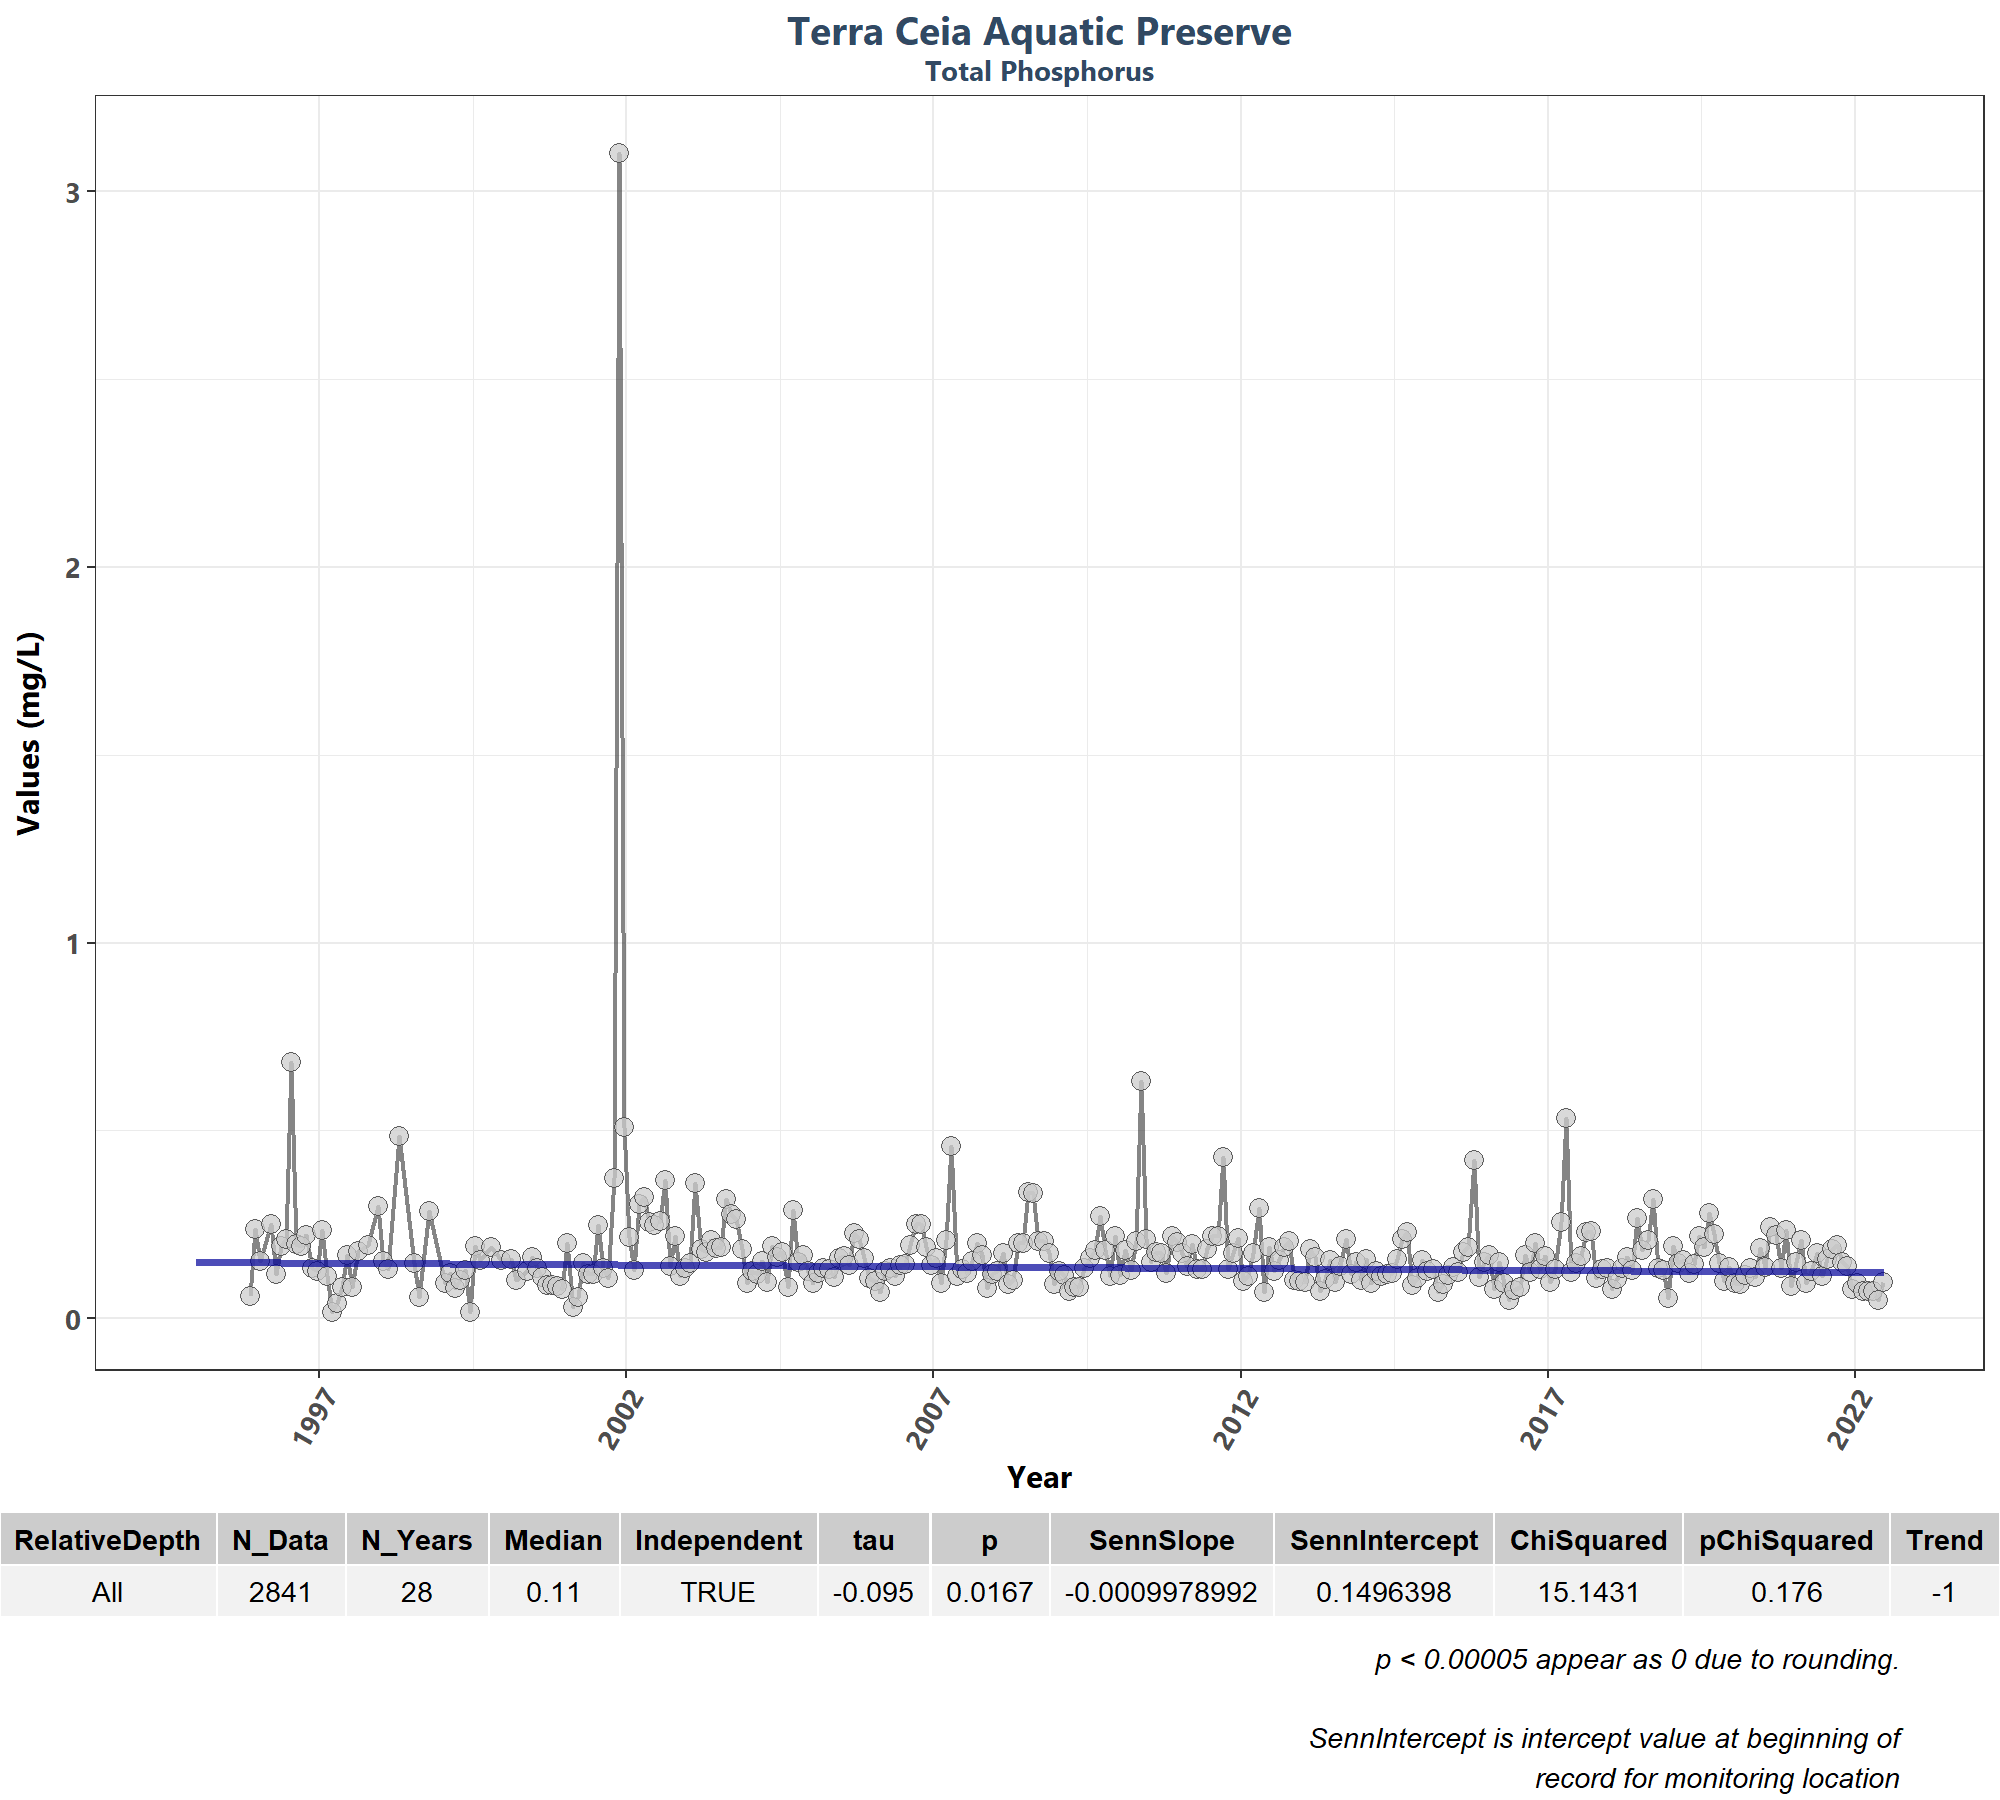 Terra Ceia Aquatic Preserve
Total Phosphorus
Values (mg/L)
3
2
1
0
1997 2002 2007 2012 2017 2022
Year
RelativeDepth N_Data N_Years Median Independent tau p SennSlope SennIntercept ChiSquared pChiSquared Trend
All 2841 28 0.11 TRUE -0.095 0.0167 -0.0009978992 0.1496398 15.1431 0.176 -1
p < 0.00005 appear as 0 due to rounding.
SennIntercept is intercept value at beginning of
record for monitoring location